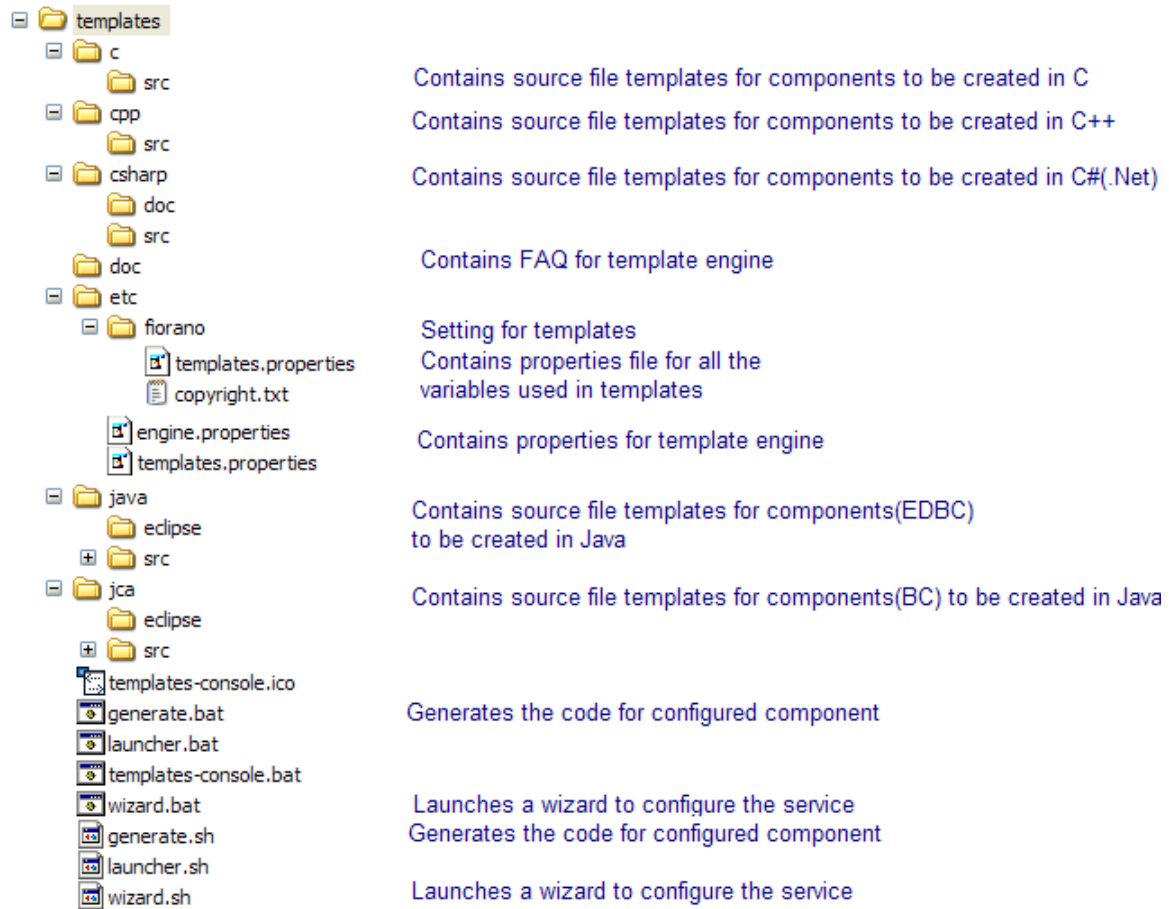 templates
c
src
Contains source file templates for components to be created in C
cpp
Contains source file templates for components to be created in C++
src
csharp
Contains source file templates for components to be created in C#(.Net)
doc
src
doc
Contains FAQ for template engine
etc
fiorano
Setting for templates
templates.properties
Contains properties file for all the
copyright.txt
variables used in templates
engine.properties
Contains properties for template engine
templates.properties
java
Contains source file templates for components(EDBC)
eclipse
to be created in Java
src
jca
Contains source file templates for components(BC) to be created in Java
eclipse
src
templates-console.ico
generate.bat
Generates the code for configured component
launcher.bat
templates-console.bat
wizard.bat
Launches a wizard to configure the service
generate.sh
Generates the code for configured component
launcher.sh
wizard.sh
Launches a wizard to configure the service